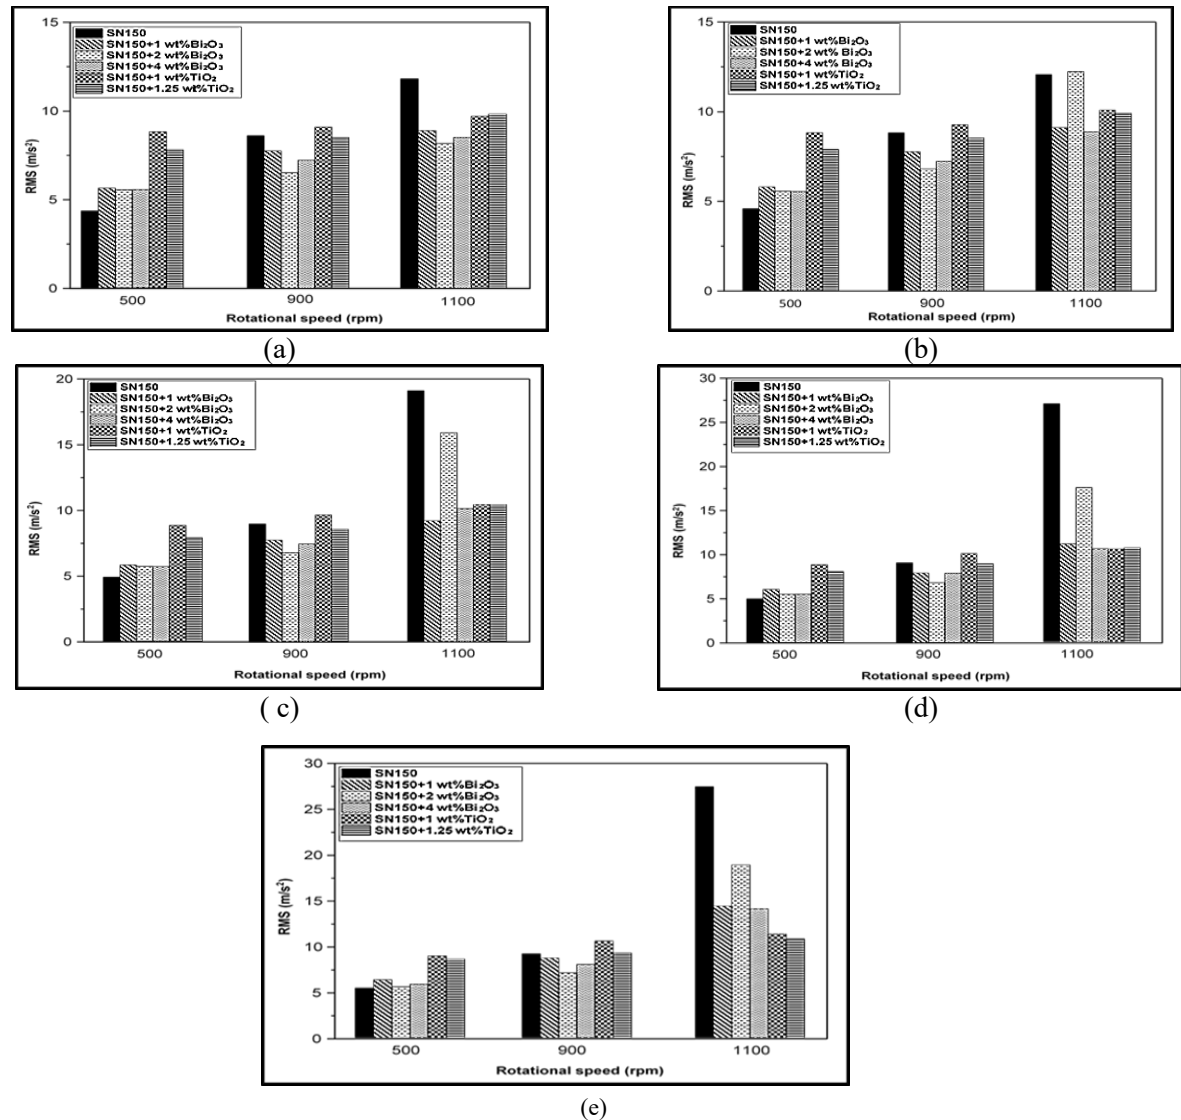 15
10
5
0
RMS (m/s²)
SN150
SN150+1 wt%Bi₂O₃
SN150+2 wt%Bi₂O₃
SN150+4 wt%Bi₂O₃
SN150+1 wt%TiO₂
SN150+1.25 wt%TiO₂
500 900 1100
Rotational speed (rpm)
(a)
15
10
5
0
RMS (m/s²)
SN150
SN150+1 wt%Bi₂O₃
SN150+2 wt% Bi₂O₃
SN150+4 wt% Bi₂O₃
SN150+1 wt%TiO₂
SN150+1.25 wt%TiO₂
500 900 1100
Rotational speed (rpm)
(b)
20
15
10
5
0
RMS (m/s²)
SN150
SN150+1 wt%Bi₂O₃
SN150+2 wt%Bi₂O₃
SN150+4 wt%Bi₂O₃
SN150+1 wt%TiO₂
SN150+1.25 wt%TiO₂
500 900 1100
Rotational speed (rpm)
( c)
30
25
20
15
10
5
0
RMS (m/s²)
SN150
SN150+1 wt%Bi₂O₃
SN150+2 wt%Bi₂O₃
SN150+4 wt%Bi₂O₃
SN150+1 wt%TiO₂
SN150+1.25 wt%TiO₂
500 900 1100
Rotational speed (rpm)
(d)
30
25
20
15
10
5
0
RMS (m/s²)
SN150
SN150+1 wt%Bi₂O₃
SN150+2 wt%Bi₂O₃
SN150+4 wt%Bi₂O₃
SN150+1 wt%TiO₂
SN150+1.25 wt%TiO₂
500 900 1100
Rotational speed (rpm)
(e)